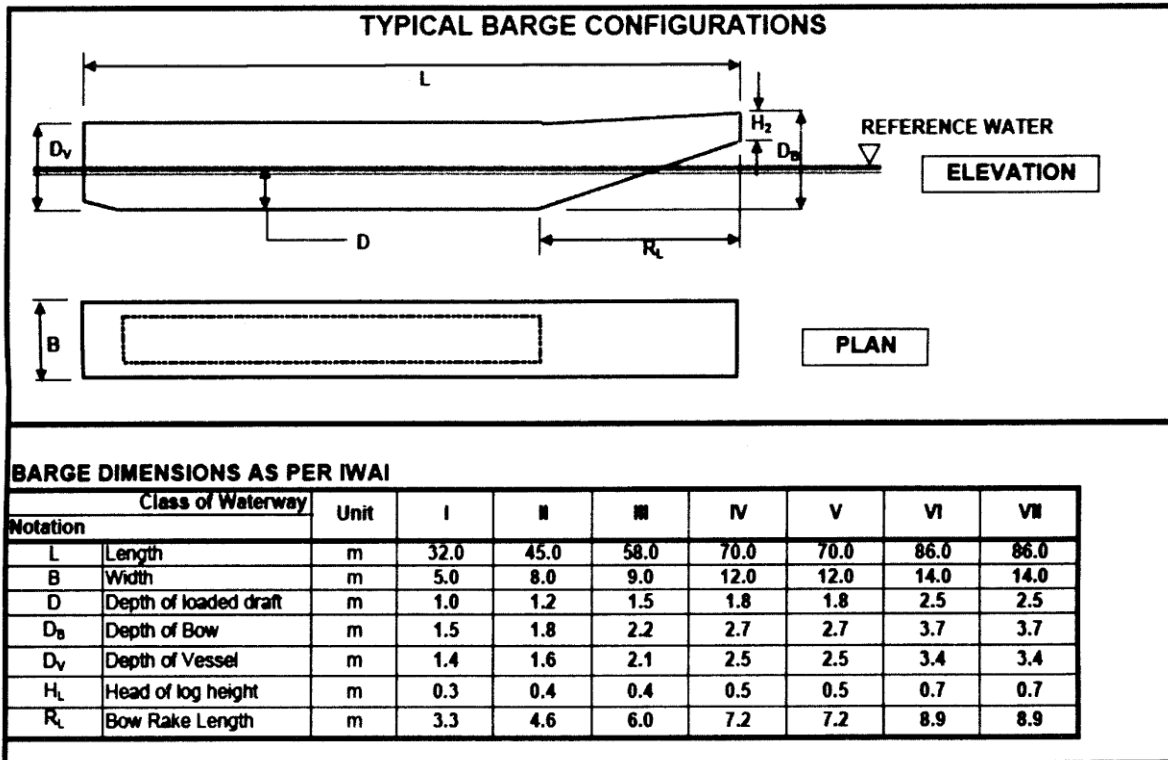 TYPICAL BARGE CONFIGURATIONS
L
H₂
REFERENCE WATER
D_V
D_B
ELEVATION
D
R_L
B
PLAN
BARGE DIMENSIONS AS PER IWAI
Class of Waterway Unit I II III IV V VI VII
Notation
L Length m 32.0 45.0 58.0 70.0 70.0 86.0 86.0
B Width m 5.0 8.0 9.0 12.0 12.0 14.0 14.0
D Depth of loaded draft m 1.0 1.2 1.5 1.8 1.8 2.5 2.5
D_B Depth of Bow m 1.5 1.8 2.2 2.7 2.7 3.7 3.7
D_V Depth of Vessel m 1.4 1.6 2.1 2.5 2.5 3.4 3.4
H_L Head of log height m 0.3 0.4 0.4 0.5 0.5 0.7 0.7
R_L Bow Rake Length m 3.3 4.6 6.0 7.2 7.2 8.9 8.9